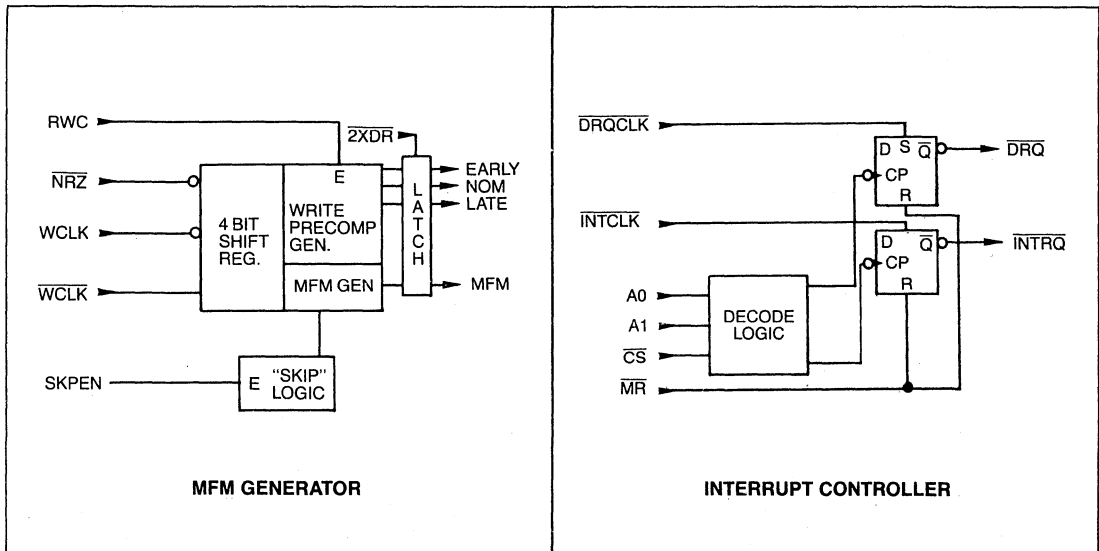 RWC
2XDR
E
EARLY
NOM
LATE
NRZ
WCLK
WCLK
4 BIT
SHIFT
REG.
WRITE
PRECOMP
GEN.
MFM GEN
LATCH
MFM
SKPEN
E "SKIP"
LOGIC
MFM GENERATOR
DRQCLK
D S Q
CP
R
DRQ
INTCLK
D Q
CP
R
INTRQ
A0
A1
CS
DECODE
LOGIC
MR
INTERRUPT CONTROLLER